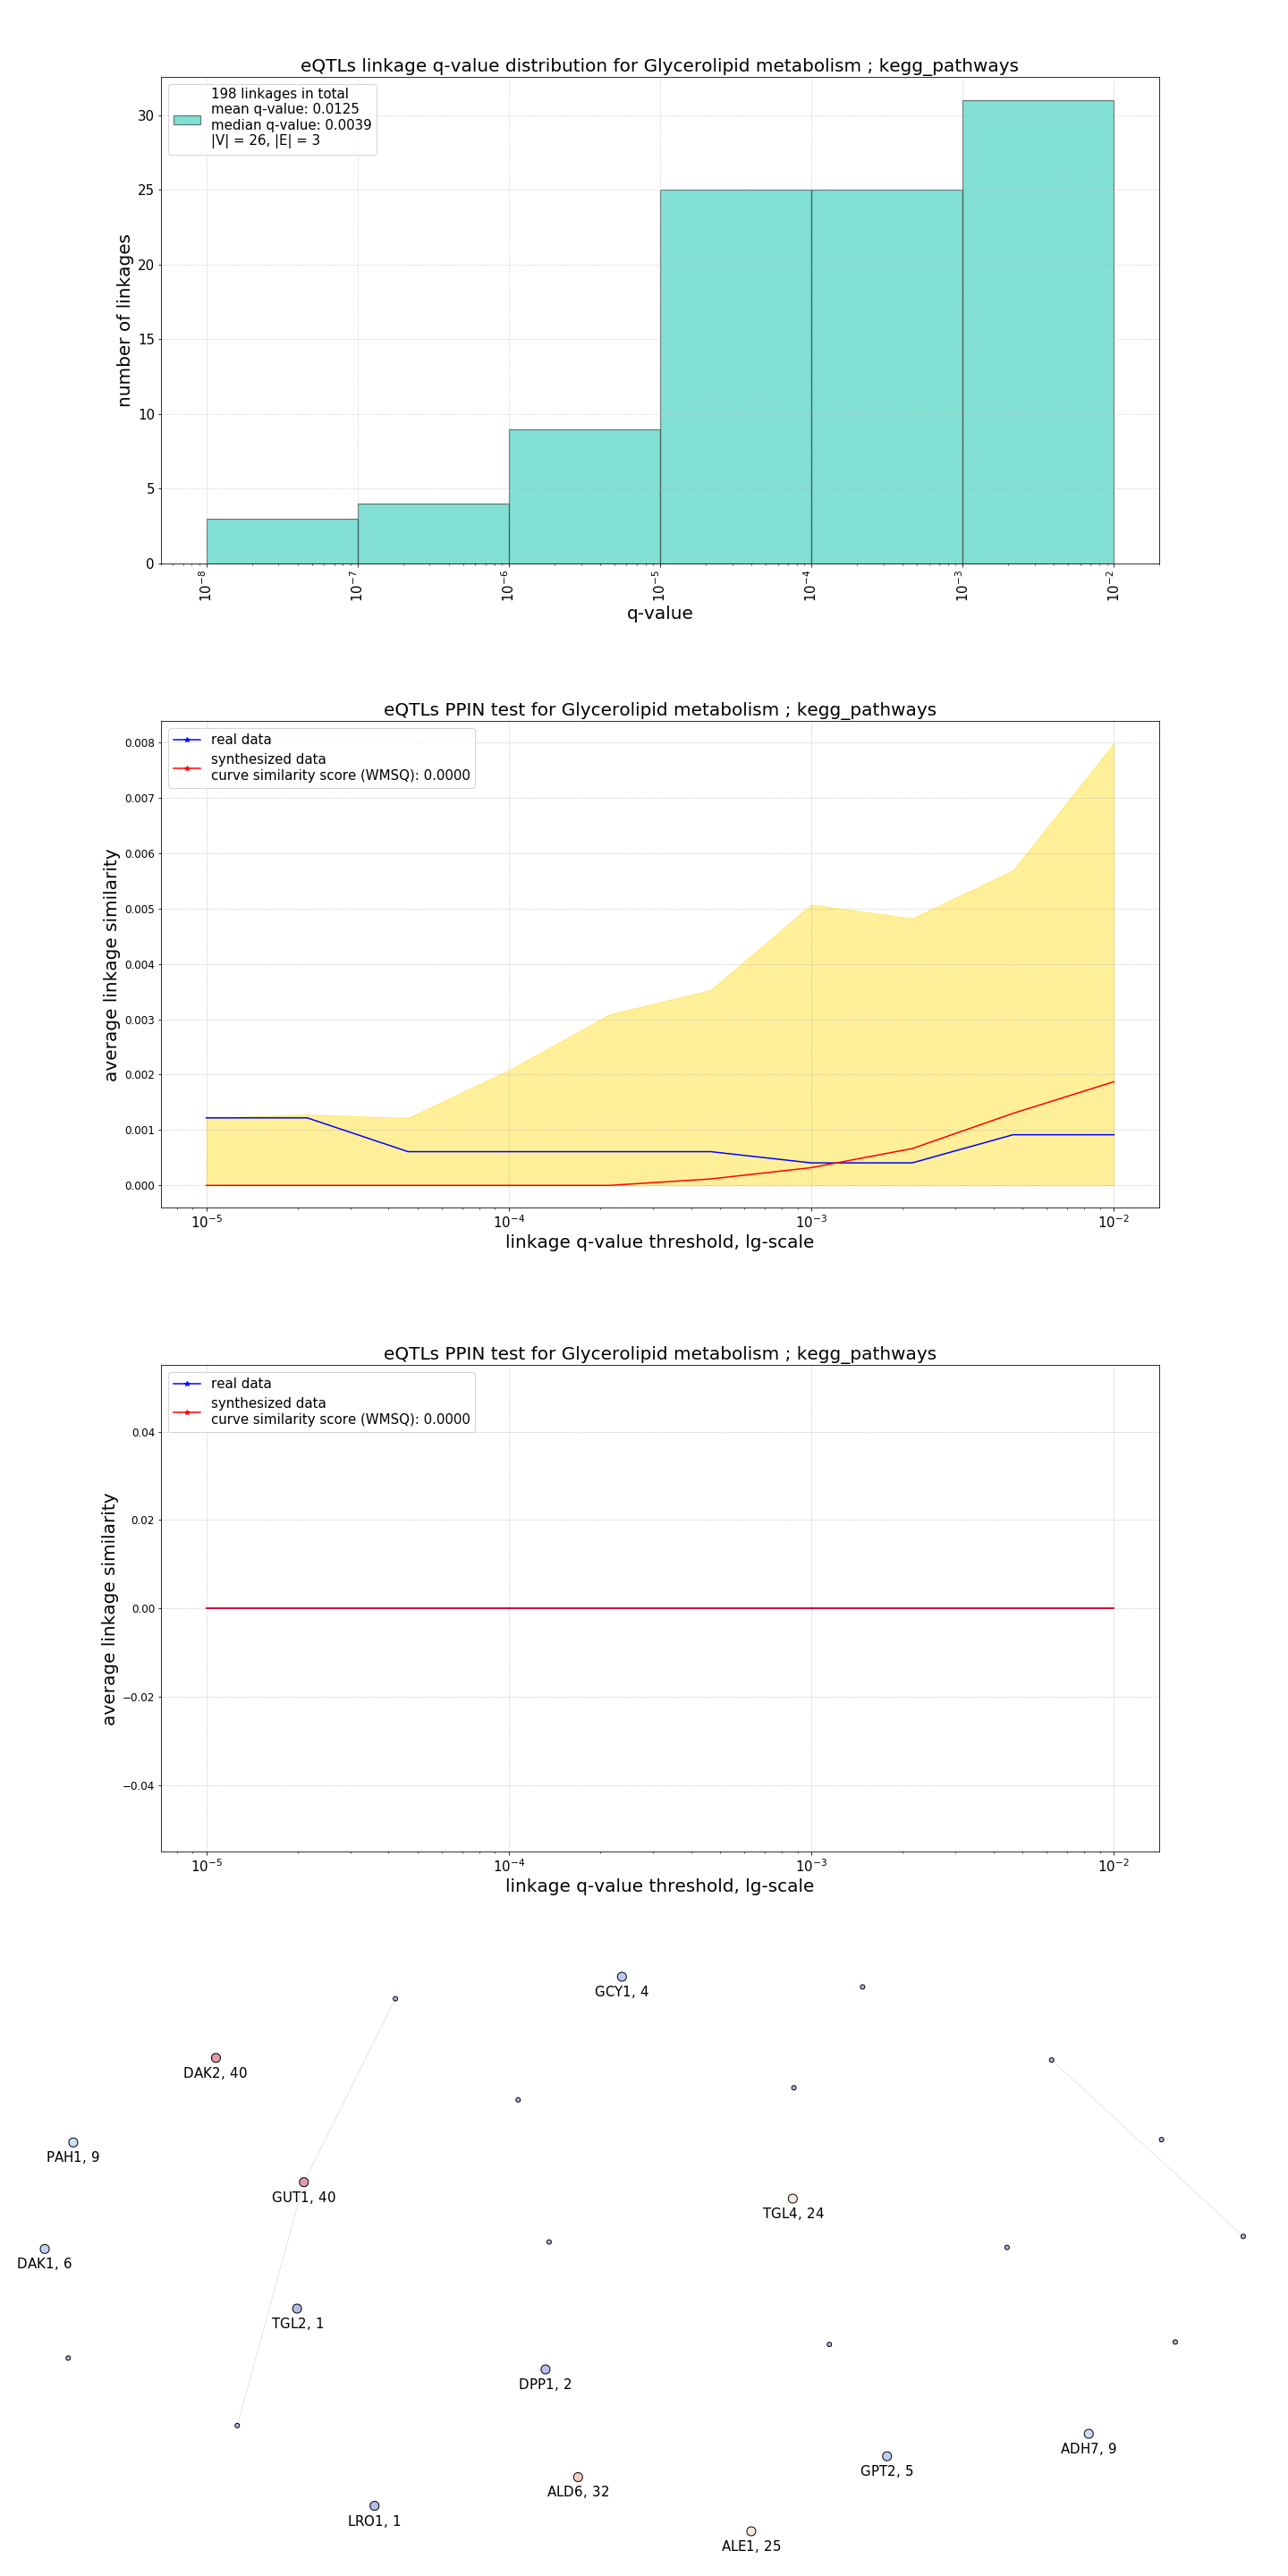 eQTLs linkage q-value distribution for Glycerolipid metabolism ; kegg_pathways
198 linkages in total
mean q-value: 0.0125
median q-value: 0.0039
|V| = 26, |E| = 3
number of linkages
30
25
20
15
10
5
0
10⁻⁸ 10⁻⁷ 10⁻⁶ 10⁻⁵ 10⁻⁴ 10⁻³ 10⁻²
q-value
eQTLs PPIN test for Glycerolipid metabolism ; kegg_pathways
real data
synthesized data
curve similarity score (WMSQ): 0.0000
average linkage similarity
0.008
0.007
0.006
0.005
0.004
0.003
0.002
0.001
0.000
10⁻⁵ 10⁻⁴ 10⁻³ 10⁻²
linkage q-value threshold, lg-scale
eQTLs PPIN test for Glycerolipid metabolism ; kegg_pathways
real data
synthesized data
curve similarity score (WMSQ): 0.0000
average linkage similarity
0.04
0.02
0.00
−0.02
−0.04
10⁻⁵ 10⁻⁴ 10⁻³ 10⁻²
linkage q-value threshold, lg-scale
GCY1, 4
DAK2, 40
PAH1, 9
GUT1, 40
TGL4, 24
DAK1, 6
TGL2, 1
DPP1, 2
ADH7, 9
GPT2, 5
ALD6, 32
LRO1, 1
ALE1, 25